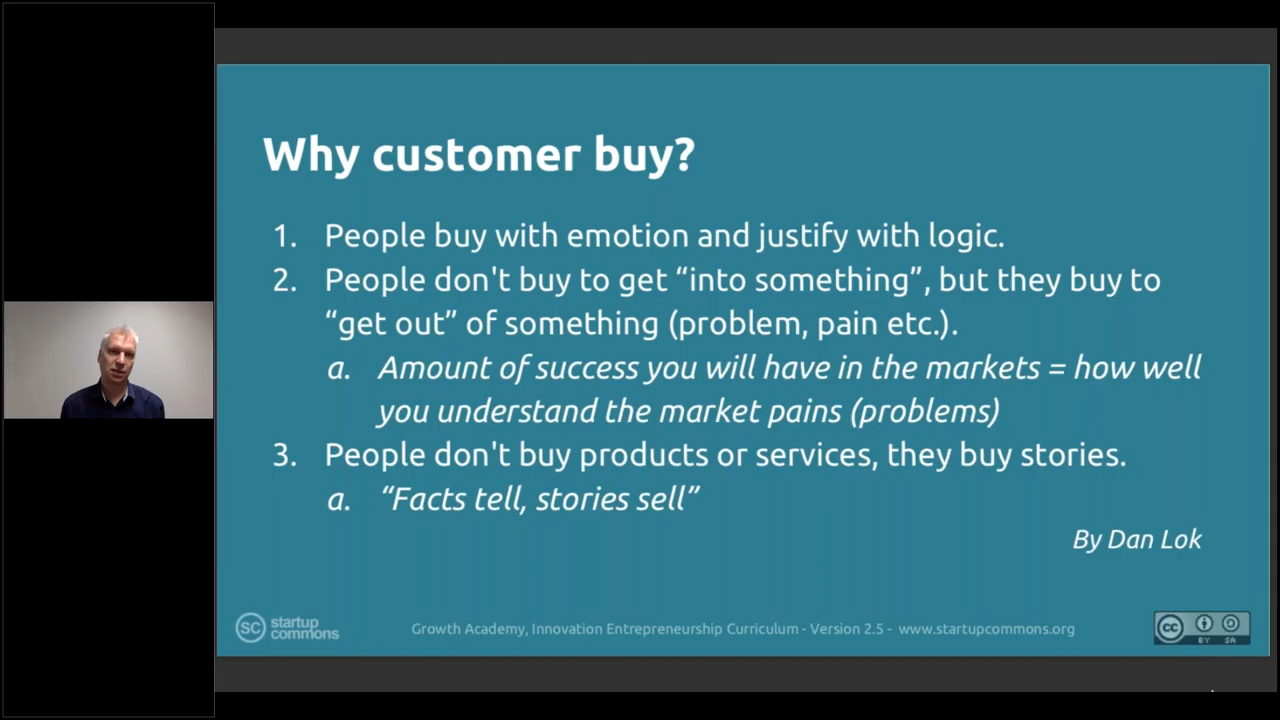 Why customer buy?
1. People buy with emotion and justify with logic.
2. People don't buy to get “into something”, but they buy to
“get out” of something (problem, pain etc.).
a. Amount of success you will have in the markets = how well
you understand the market pains (problems)
3. People don't buy products or services, they buy stories.
a. “Facts tell, stories sell”
By Dan Lok
SC startup
commons
Growth Academy, Innovation Entrepreneurship Curriculum - Version 2.5 - www.startupcommons.org
cc BY SA